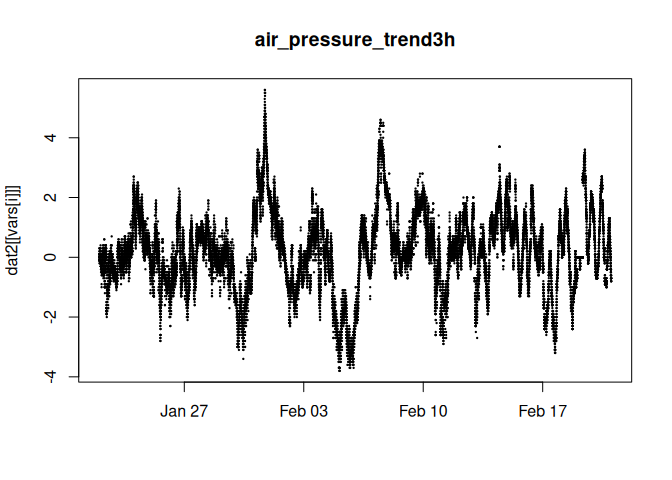 air_pressure_trend3h
dat2[[vars[i]]]
4
2
0
-2
-4
Jan 27
Feb 03
Feb 10
Feb 17